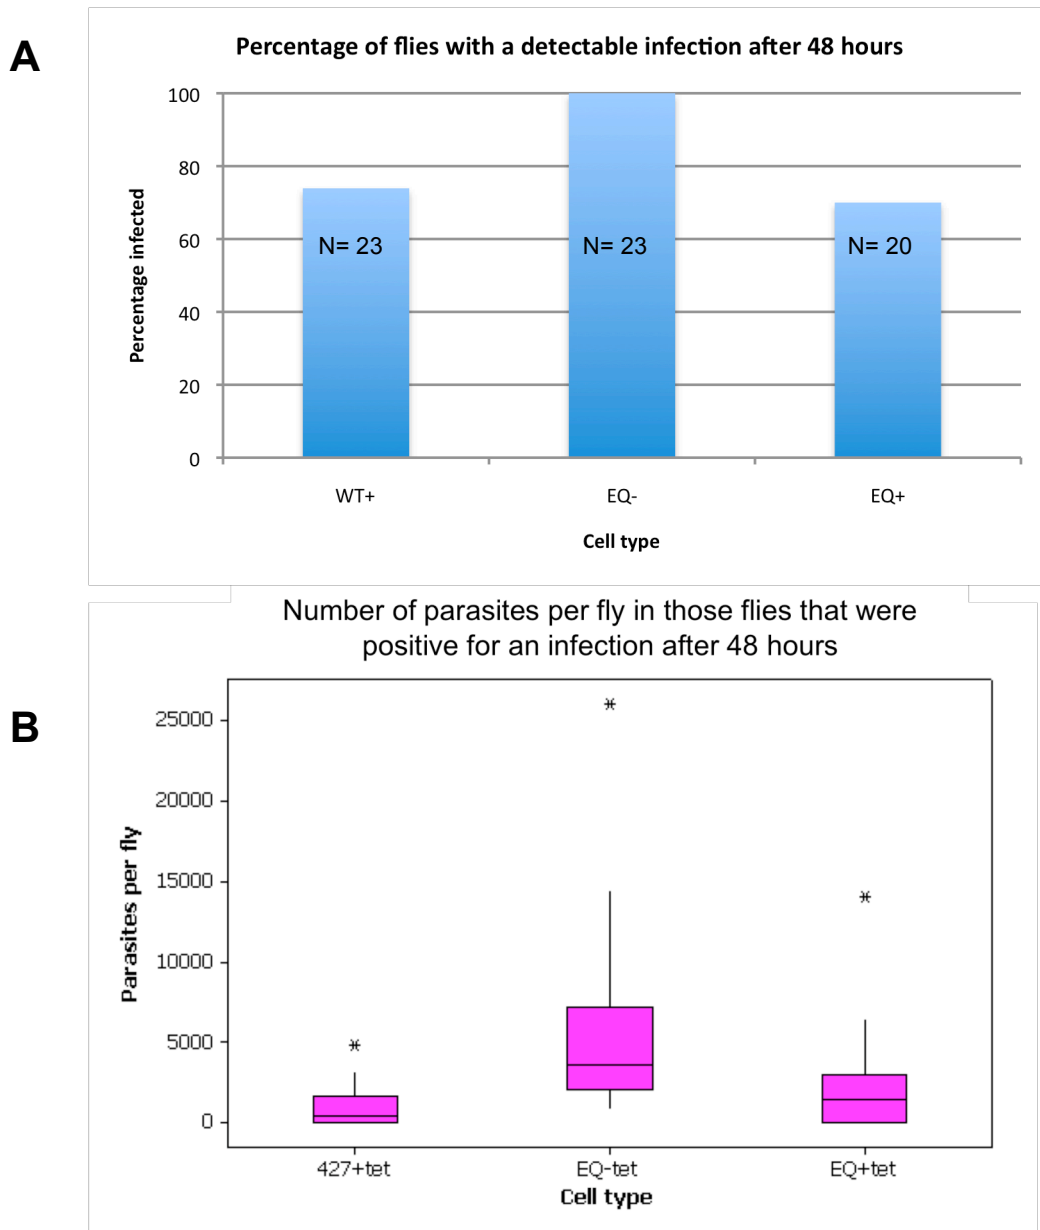 A
Percentage of flies with a detectable infection after 48 hours
Percentage infected
100
80
60
40
20
0
N= 23
N= 23
N= 20
WT+
EQ-
EQ+
Cell type
Number of parasites per fly in those flies that were
positive for an infection after 48 hours
B
Parasites per fly
25000
20000
15000
10000
5000
0
427+tet
EQ-tet
EQ+tet
Cell type